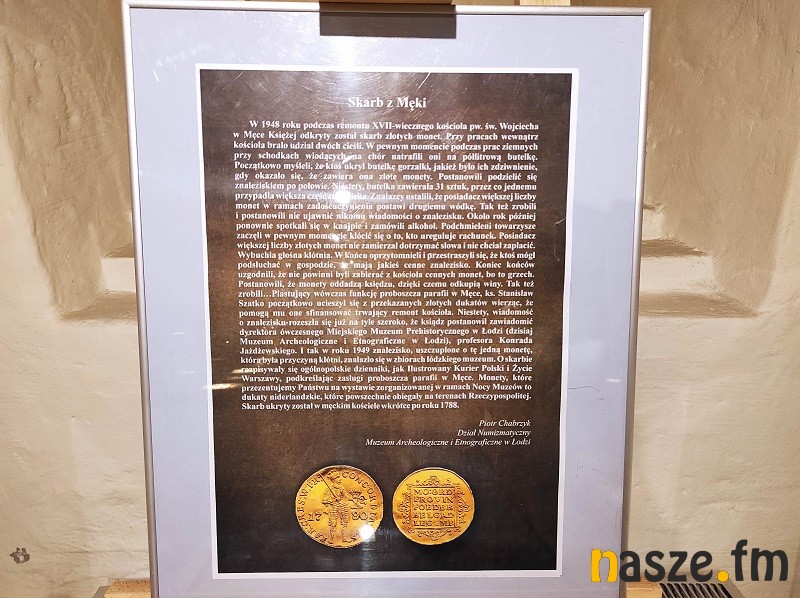 Skarb z Męki
W 1948 roku podczas remontu XVII-wiecznego kościoła pw. św. Wojciecha
w Męce Księżej odkryty został skarb złotych monet. Przy pracach wewnątrz
kościoła brało udział dwóch cieśli. W pewnym momencie podczas prac ziemnych
przy schodkach wiodących na chór natrafili oni na półlitrową butelkę.
Początkowo myśleli, że ktoś ukrył butelkę gorzałki, jakież było ich zdziwienie,
gdy okazało się, że zawiera ona złote monety. Postanowili podzielić się
znaleziskiem po połowie. Niestety, butelka zawierała 31 sztuk, przez co jednemu
przypadła większa część Znalazcy ustalili, że posiadacz większej liczby
monet w ramach zadośćuczynienia postawi drugiemu wódkę. Tak też zrobili
i postanowili nie ujawnić nikomu wiadomości o znalezisku. Około rok później
ponownie spotkali się w knajpie i zamówili alkohol. Podchmieleni towarzysze
zaczęli w pewnym momencie kłócić się o to, kto ureguluje rachunek. Posiadacz
większej liczby złotych monet nie zamierzał dotrzymać słowa i nie chciał zapłacić.
Wybuchła głośna kłótnia. W końcu oprzytomnieli i przestraszyli się, że ktoś mógł
podsłuchać w gospodzie, że mają jakieś cenne znalezisko. Koniec końców
uzgodnili, że nie powinni byli zabierać z kościoła cennych monet, bo to grzech.
Postanowili, że monety oddadzą księdzu, dzięki czemu odkupią winy. Tak też
zrobili…Piastujący wówczas funkcję proboszcza parafii w Męce, ks. Stanisław
Szatko początkowo ucieszył się z przekazanych złotych dukatów wierząc, że
pomogą mu one sfinansować trwający remont kościoła. Niestety, wiadomość
o znalezisku rozeszła się już na tyle szeroko, że ksiądz postanowił zawiadomić
dyrektora ówczesnego Miejskiego Muzeum Prehistorycznego w Łodzi (dzisiaj
Muzeum Archeologiczne i Etnograficzne w Łodzi), profesora Konrada
Jażdżewskiego. I tak w roku 1949 znalezisko, uszczuplone o tę jedną monetę,
która była przyczyną kłótni, znalazło się w zbiorach łódzkiego muzeum. O skarbie
rozpisywały się ogólnopolskie dzienniki, jak Ilustrowany Kurier Polski i Życie
Warszawy, podkreślając zasługi proboszcza parafii w Męce. Monety, które
prezentujemy Państwu na wystawie zorganizowanej w ramach Nocy Muzów to
dukaty niderlandzkie, które powszechnie obiegały na terenach Rzeczypospolitej.
Skarb ukryty został w męckim kościele wkrótce po roku 1788.
Piotr Chabrzyk
Dział Numizmatyczny
Muzeum Archeologiczne i Etnograficzne w Łodzi
17 80
MO:ORD
PROVIN
FOEDER
BELG AD
LEG IMP
nasze.fm